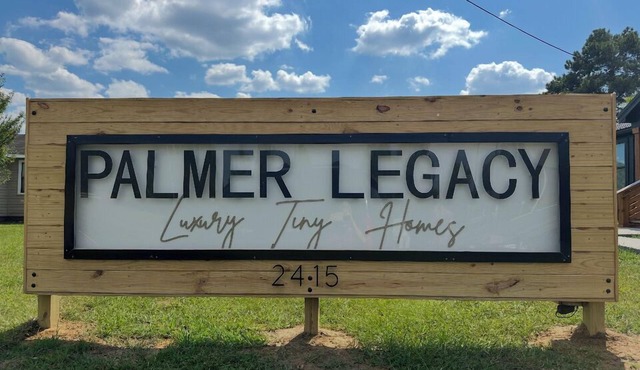 PALMER LEGACY
Luxury Tiny Homes
2415